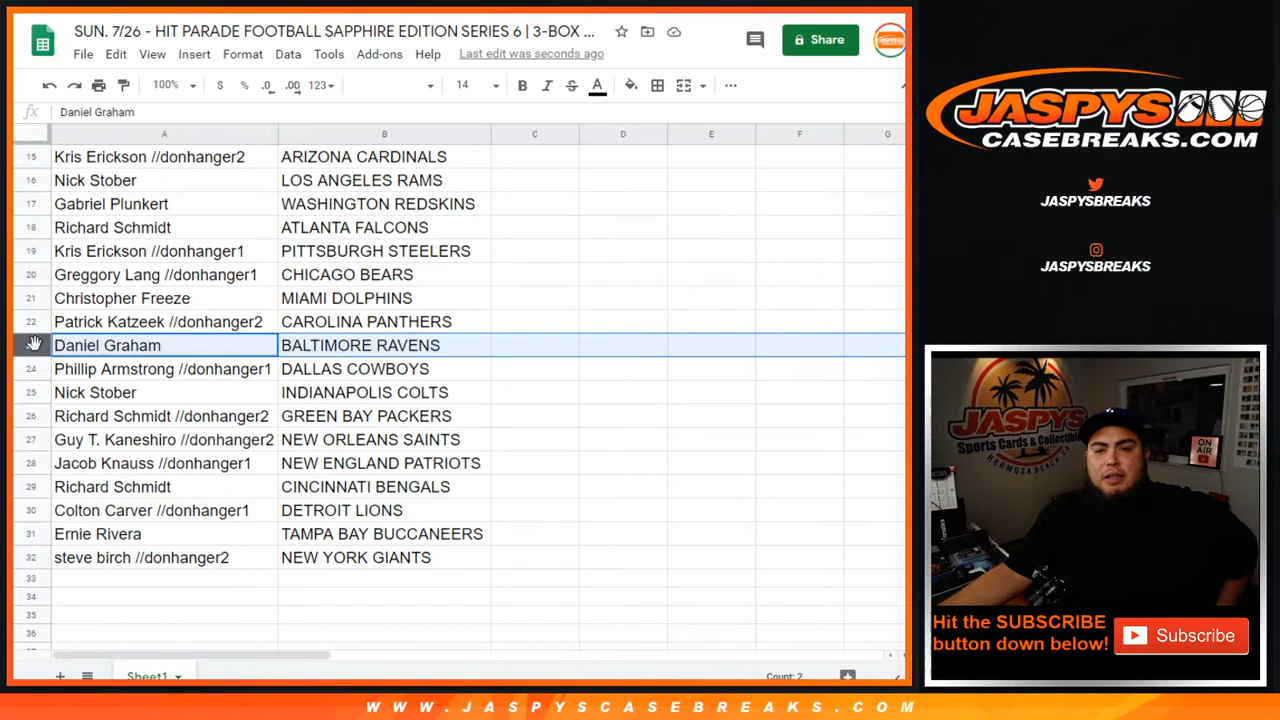 SUN. 7/26 - HIT PARADE FOOTBALL SAPPHIRE EDITION SERIES 6 | 3-BOX ...
File Edit View Insert Format Data Tools Add-ons Help Last edit was seconds ago
Share
100% $ % .0 .00 123 14 B I S A
fx Daniel Graham
A B C D E F G
15 Kris Erickson //donhanger2 ARIZONA CARDINALS
16 Nick Stober LOS ANGELES RAMS
17 Gabriel Plunkert WASHINGTON REDSKINS
18 Richard Schmidt ATLANTA FALCONS
19 Kris Erickson //donhanger1 PITTSBURGH STEELERS
20 Greggory Lang //donhanger1 CHICAGO BEARS
21 Christopher Freeze MIAMI DOLPHINS
22 Patrick Katzeek //donhanger2 CAROLINA PANTHERS
Daniel Graham BALTIMORE RAVENS
24 Phillip Armstrong //donhanger1 DALLAS COWBOYS
25 Nick Stober INDIANAPOLIS COLTS
26 Richard Schmidt //donhanger2 GREEN BAY PACKERS
27 Guy T. Kaneshiro //donhanger2 NEW ORLEANS SAINTS
28 Jacob Knauss //donhanger1 NEW ENGLAND PATRIOTS
29 Richard Schmidt CINCINNATI BENGALS
30 Colton Carver //donhanger1 DETROIT LIONS
31 Ernie Rivera TAMPA BAY BUCCANEERS
32 steve birch //donhanger2 NEW YORK GIANTS
33
34
35
36
Sheet1 Count: 2
JASPYS
CASEBREAKS.COM
JASPYSBREAKS
JASPYSBREAKS
JASPYS
Sports Cards & Collectibles
HERMOSA BEACH, CA
ON
AIR
Hit the SUBSCRIBE
button down below!
Subscribe
WWW.JASPYSCASEBREAKS.COM